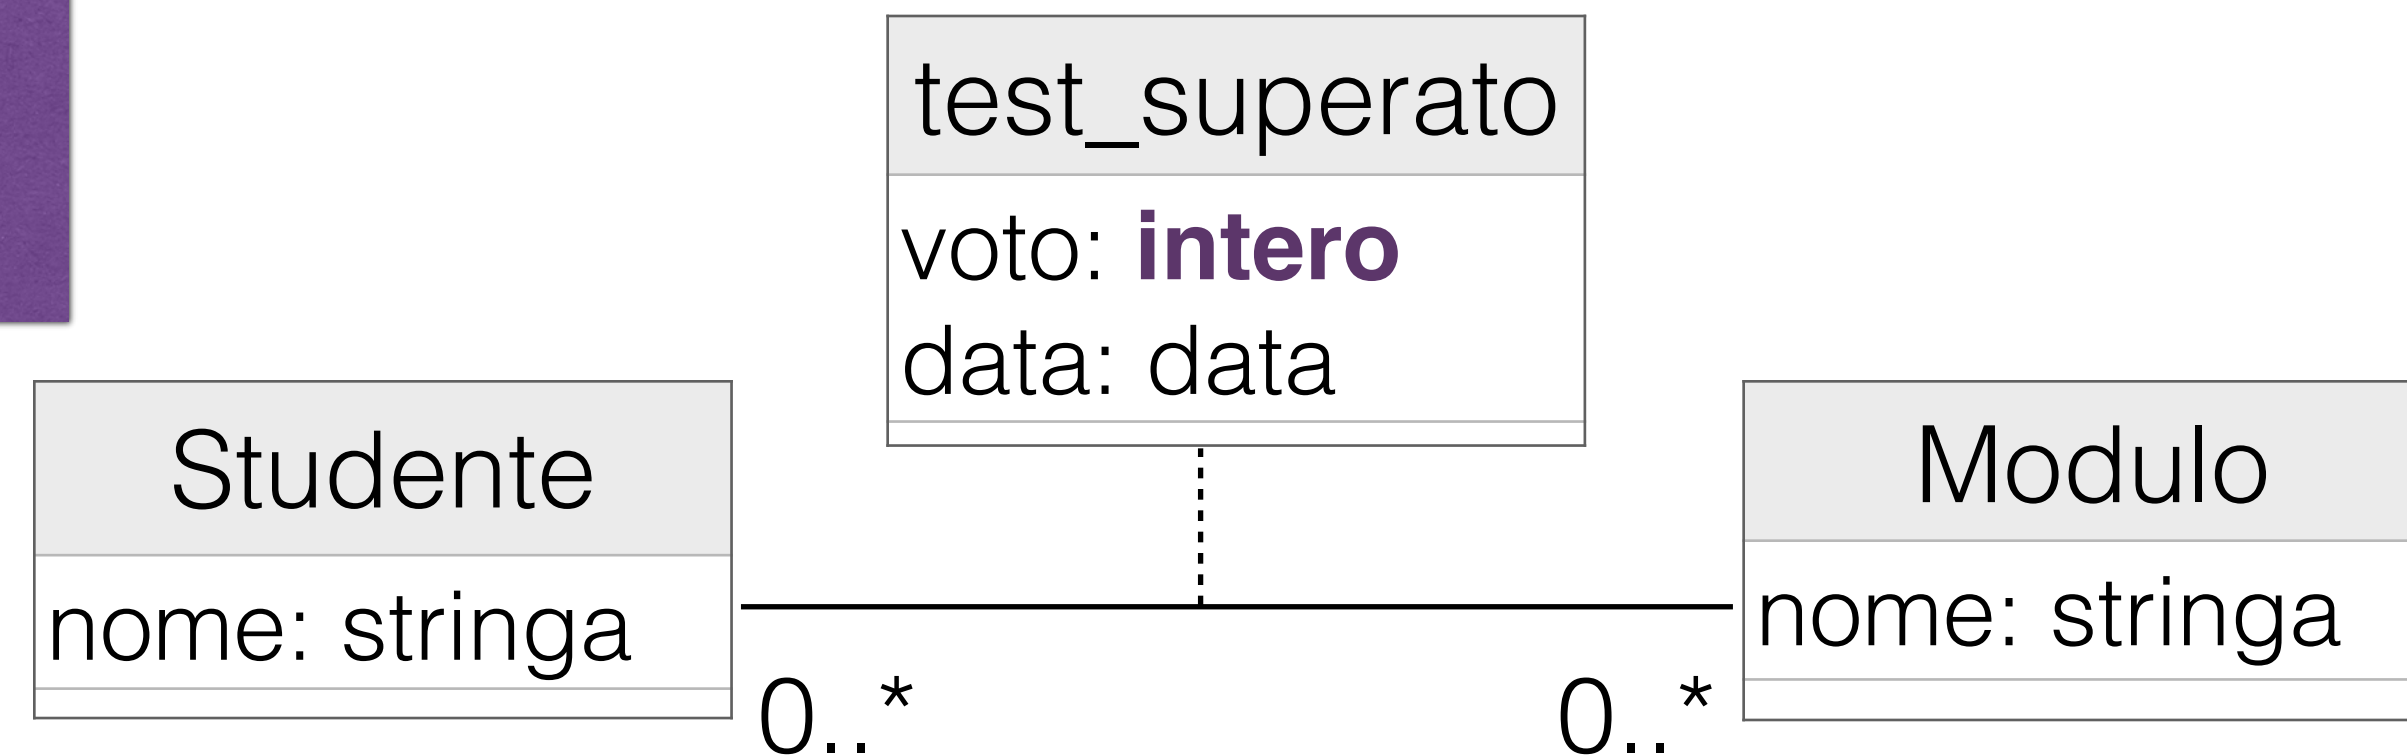 test_superato
voto: intero
data: data
Studente
nome: stringa
Modulo
nome: stringa
0..*
0..*